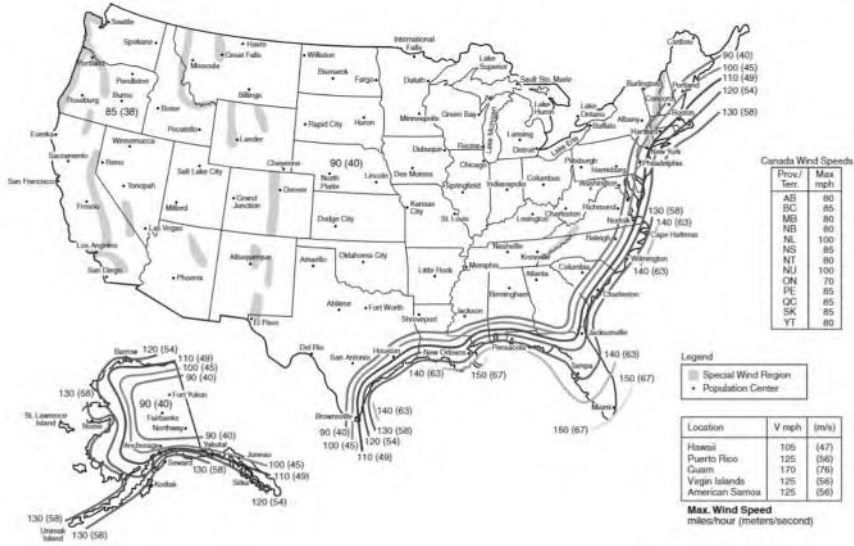 Seattle
Spokane
Portland
Pendleton
Burns
Roseburg
85 (38)
Boise
Pocatello
Missoula
Havre
Great Falls
Billings
Lander
Williston
Bismarck
Fargo
Rapid City
Huron
International
Falls
Duluth
Minneapolis
Lake
Superior
Sault Ste. Marie
Green Bay
Lake Michigan
Lake
Huron
Lansing
Detroit
Lake Erie
Lake
Ontario
Buffalo
Albany
Burlington
Concord
Caribou
Portland
Boston
Hartford
New York
Philadelphia
90 (40)
100 (45)
110 (49)
120 (54)
130 (58)
Eureka
Winnemucca
Reno
Sacramento
San Francisco
Tonopah
Fresno
Las Vegas
Los Angeles
San Diego
Salt Lake City
Milford
Cheyenne
Denver
Grand
Junction
90 (40)
North
Platte
Lincoln
Dodge City
Dubuque
Des Moines
Racine
Chicago
Springfield
Indianapolis
Columbus
Kansas
City
St. Louis
Pittsburgh
Harrisburg
Washington
Charleston
Lexington
Richmond
Norfolk
Raleigh
130 (58)
140 (63)
Cape Hatteras
Wilmington
140 (63)
Phoenix
Albuquerque
El Paso
Amarillo
Oklahoma City
Abilene
Fort Worth
Little Rock
Memphis
Nashville
Knoxville
Atlanta
Columbia
Charleston
Birmingham
Jackson
Shreveport
Jacksonville
Del Rio
San Antonio
Houston
New Orleans
Pensacola
Tampa
Miami
Brownsville
140 (63)
150 (67)
140 (63)
150 (67)
150 (67)
140 (63)
130 (58)
120 (54)
110 (49)
90 (40)
100 (45)
Barrow
120 (54)
110 (49)
100 (45)
90 (40)
130 (58)
St. Lawrence
Island
Nome
90 (40)
Fort Yukon
Fairbanks
Northway
Anchorage
90 (40)
Yakutat
Juneau
Seward
130 (58)
Sitka
100 (45)
110 (49)
120 (54)
Kodiak
130 (58)
Unimak
Island
130 (58)
Canada Wind Speeds
Prov./ Max
Terr. mph
AB 80
BC 85
MB 80
NB 80
NL 100
NS 85
NT 80
NU 100
ON 70
PE 85
QC 85
SK 85
YT 80
Legend
Special Wind Region
Population Center
Location V mph (m/s)
Hawaii 105 (47)
Puerto Rico 125 (56)
Guam 170 (76)
Virgin Islands 125 (56)
American Samoa 125 (56)
Max. Wind Speed
miles/hour (meters/second)